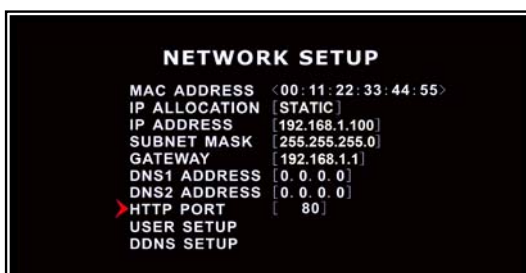 NETWORK SETUP
MAC ADDRESS <00:11:22:33:44:55>
IP ALLOCATION [STATIC]
IP ADDRESS [192.168.1.100]
SUBNET MASK [255.255.255.0]
GATEWAY [192.168.1.1]
DNS1 ADDRESS [0. 0. 0. 0]
DNS2 ADDRESS [0. 0. 0. 0]
HTTP PORT [ 80]
USER SETUP
DDNS SETUP